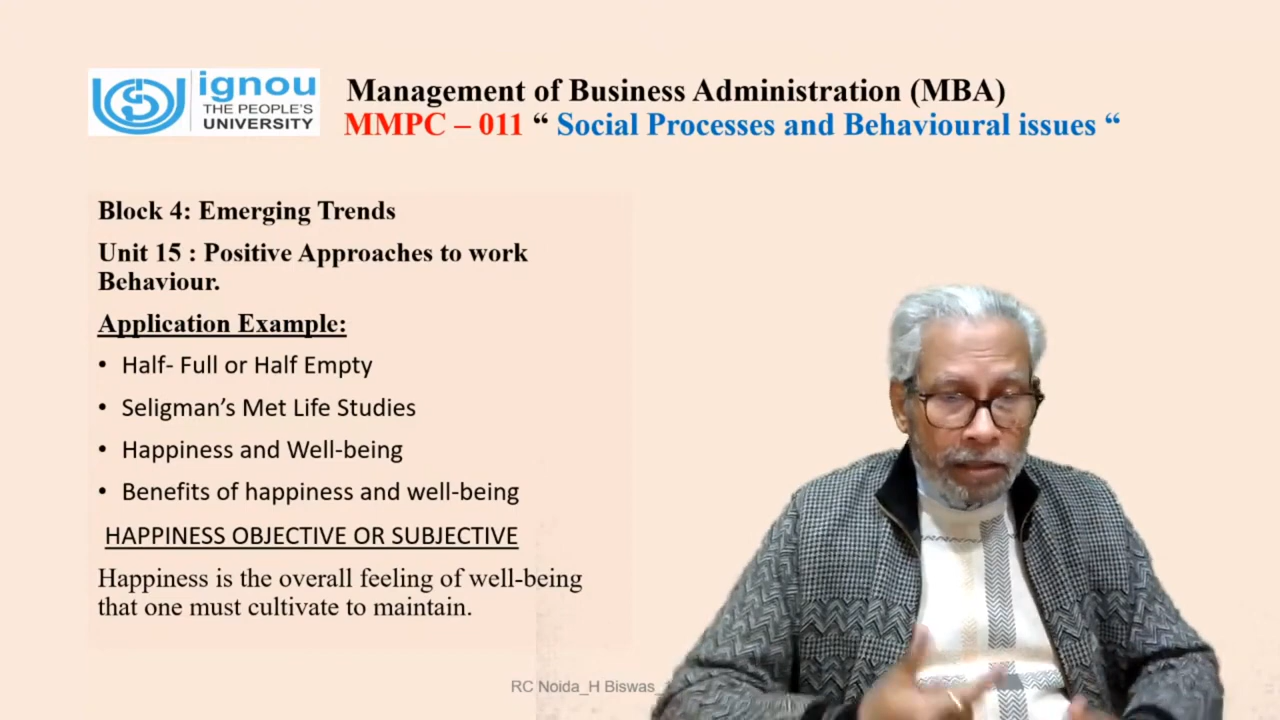 ignou
THE PEOPLE'S
UNIVERSITY
Management of Business Administration (MBA)
MMPC – 011 “ Social Processes and Behavioural issues “
Block 4: Emerging Trends
Unit 15 : Positive Approaches to work
Behaviour.
Application Example:
• Half- Full or Half Empty
• Seligman’s Met Life Studies
• Happiness and Well-being
• Benefits of happiness and well-being
HAPPINESS OBJECTIVE OR SUBJECTIVE
Happiness is the overall feeling of well-being
that one must cultivate to maintain.
RC Noida_H Biswas_